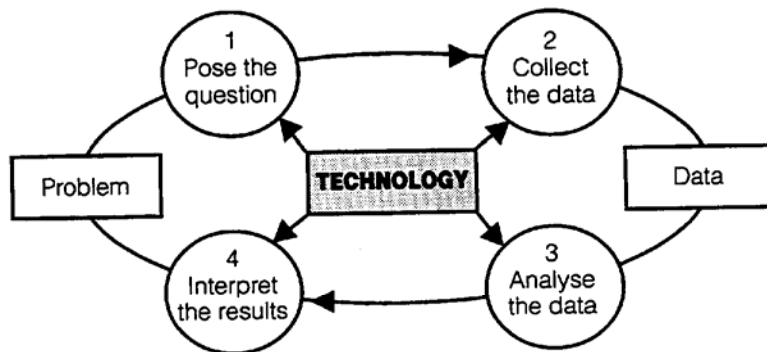 1
Pose the
question
2
Collect
the data
Problem
TECHNOLOGY
Data
4
Interpret
the results
3
Analyse
the data